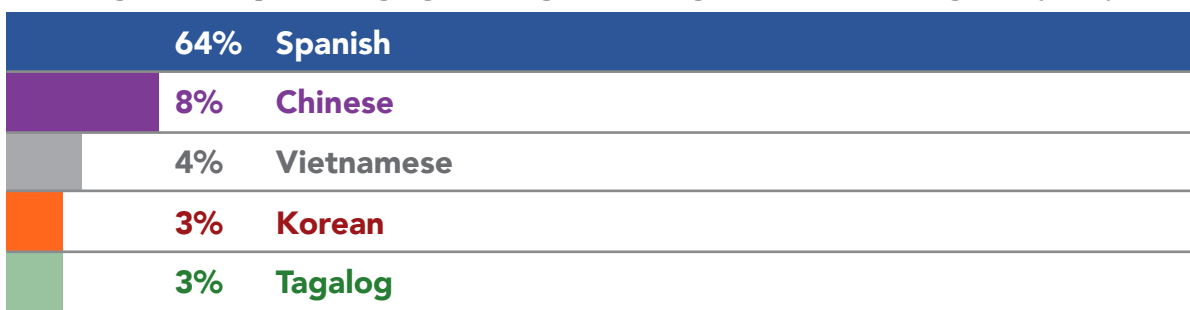 64% Spanish
8% Chinese
4% Vietnamese
3% Korean
3% Tagalog